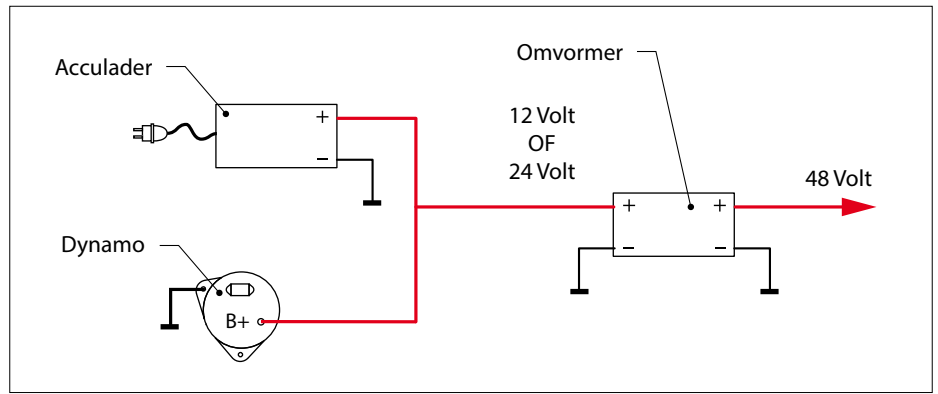 Acculader
+
−
Dynamo
B+
Omvormer
12 Volt
OF
24 Volt
48 Volt
+ +
− −